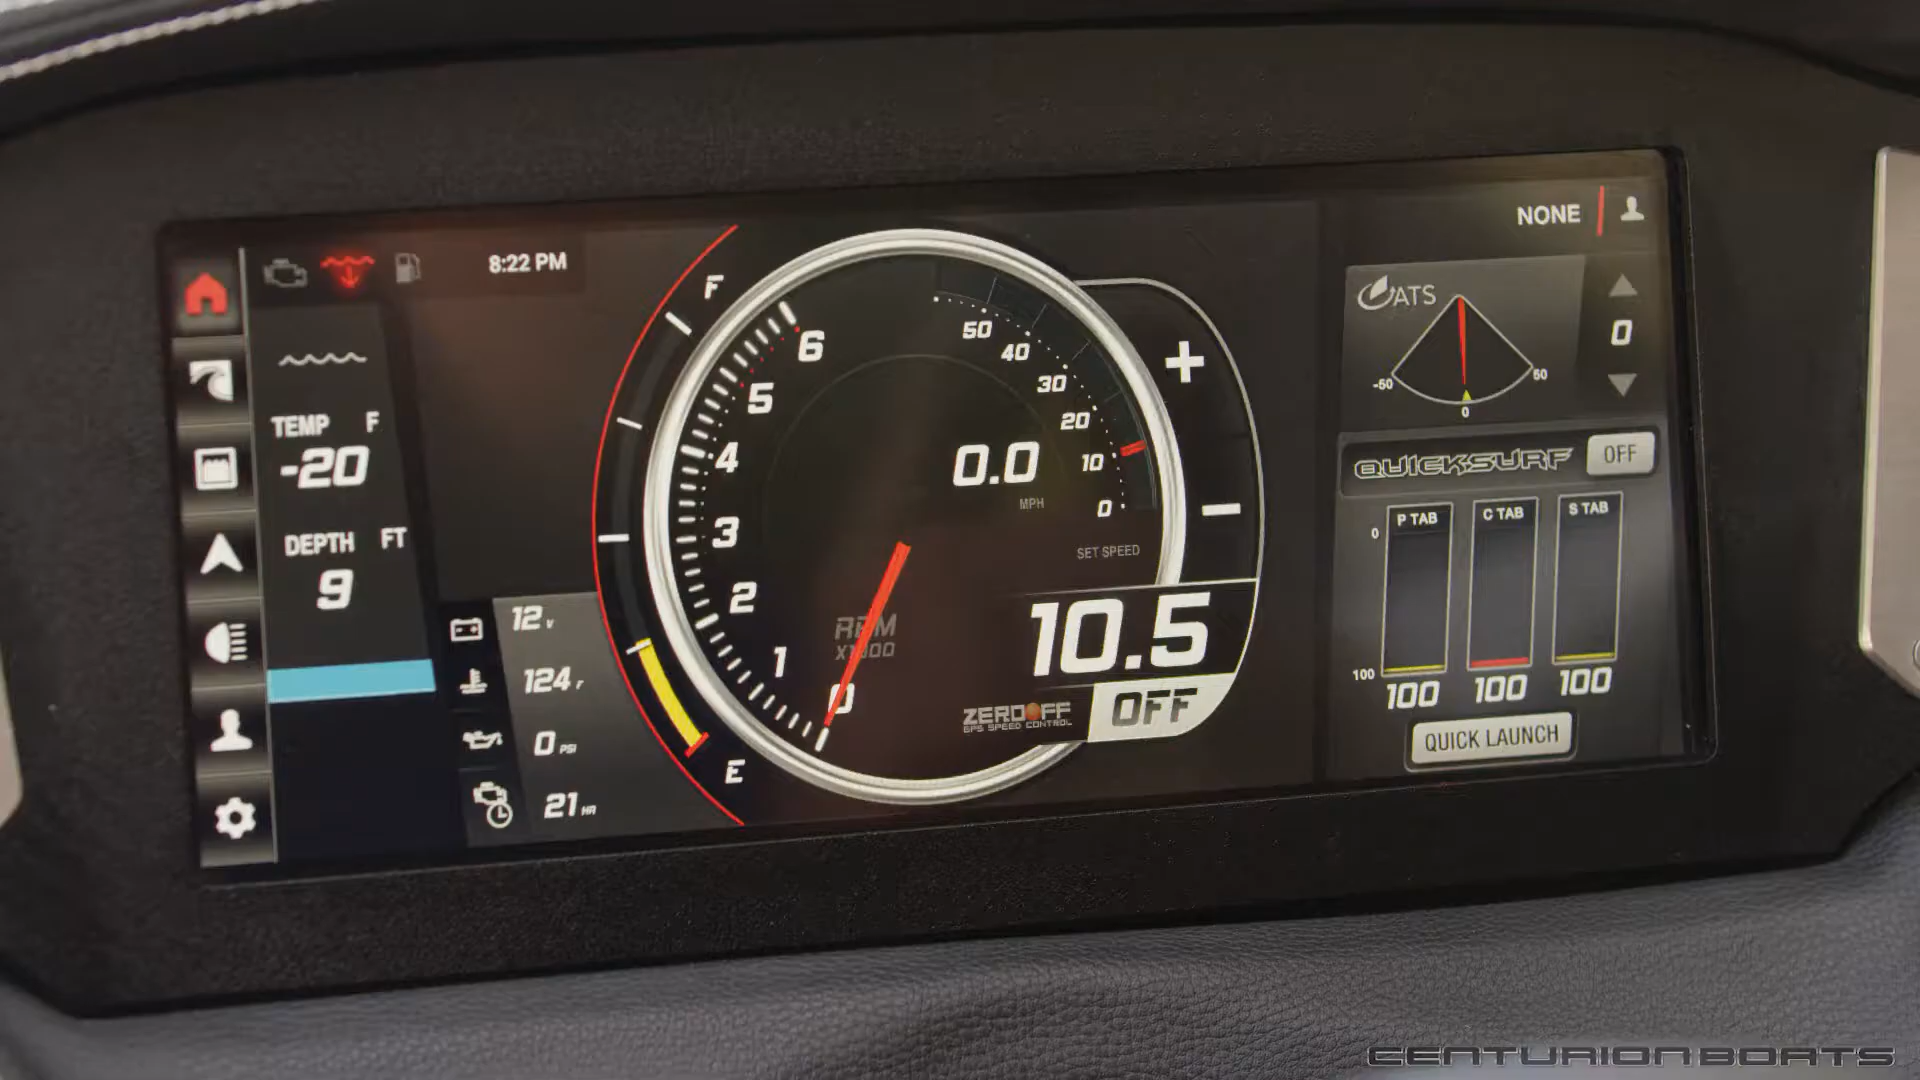 NONE
8:22 PM
TEMP F
-20
DEPTH FT
9
12 V
124 F
0 PSI
21 HR
F
E
6
5
4
3
2
1
0
RPM
X1000
50
40
30
20
10
0
0.0
MPH
SET SPEED
10.5
OFF
ZEROOFF
GPS SPEED CONTROL
+
−
ATS
-50
50
0
0
QUICKSURF
OFF
P TAB C TAB S TAB
0
100
100 100 100
QUICK LAUNCH
CENTURION BOATS